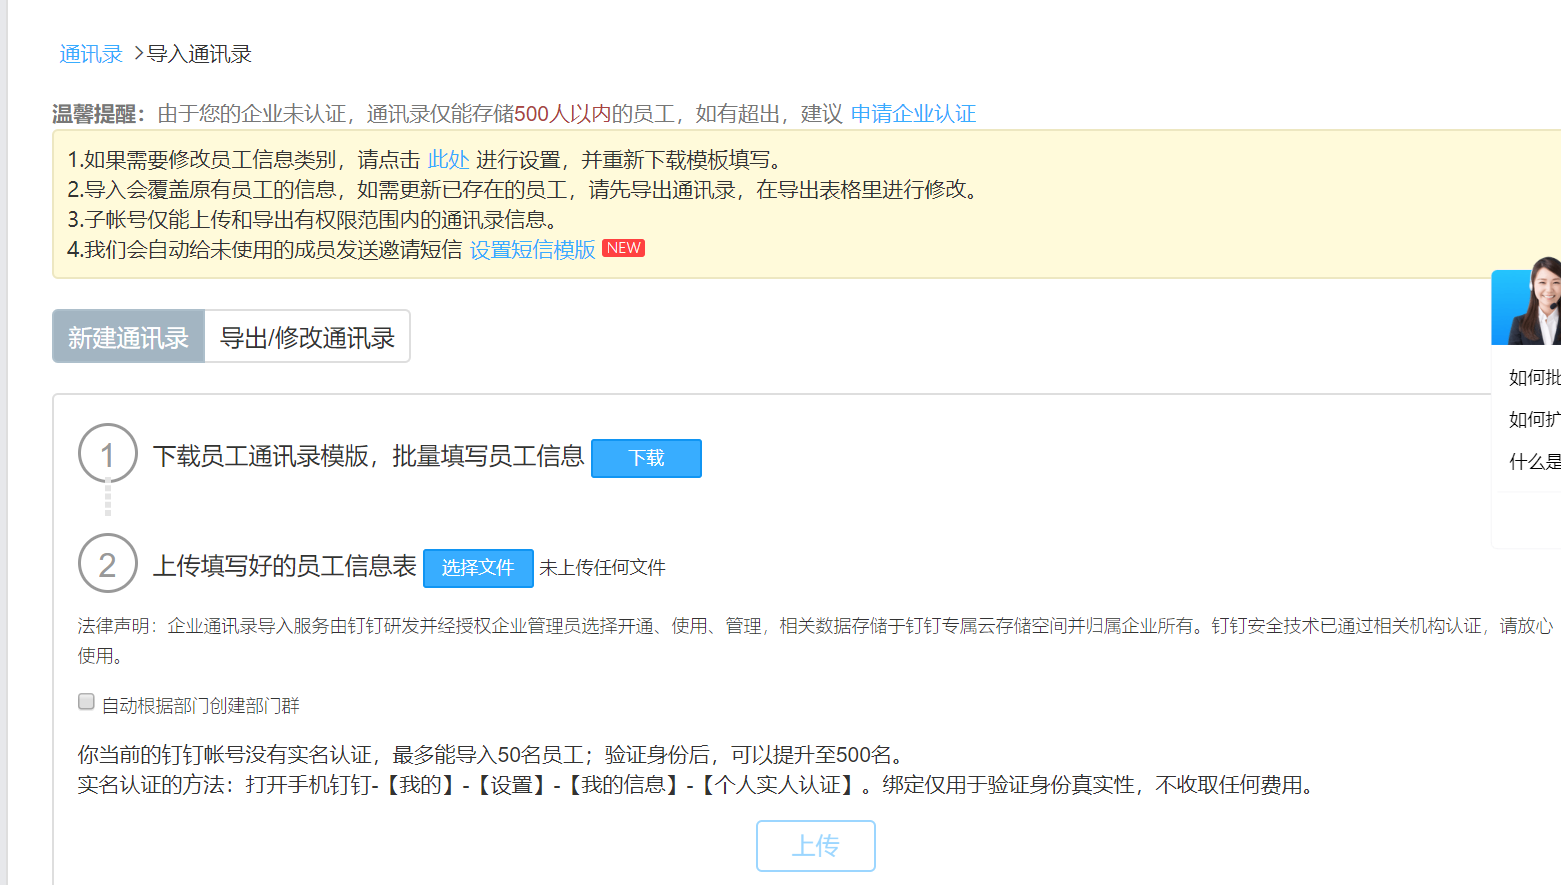 通讯录 >导入通讯录
温馨提醒：由于您的企业未认证，通讯录仅能存储500人以内的员工，如有超出，建议 申请企业认证
1.如果需要修改员工信息类别，请点击 此处 进行设置，并重新下载模板填写。
2.导入会覆盖原有员工的信息，如需更新已存在的员工，请先导出通讯录，在导出表格里进行修改。
3.子帐号仅能上传和导出有权限范围内的通讯录信息。
4.我们会自动给未使用的成员发送邀请短信 设置短信模版 NEW
新建通讯录 导出/修改通讯录
如何批
如何扩
什么是
1 下载员工通讯录模版，批量填写员工信息 下载
2 上传填写好的员工信息表 选择文件 未上传任何文件
法律声明：企业通讯录导入服务由钉钉研发并经授权企业管理员选择开通、使用、管理，相关数据存储于钉钉专属云存储空间并归属企业所有。钉钉安全技术已通过相关机构认证，请放心
使用。
自动根据部门创建部门群
你当前的钉钉帐号没有实名认证，最多能导入50名员工；验证身份后，可以提升至500名。
实名认证的方法：打开手机钉钉-【我的】-【设置】-【我的信息】-【个人实人认证】。绑定仅用于验证身份真实性，不收取任何费用。
上传